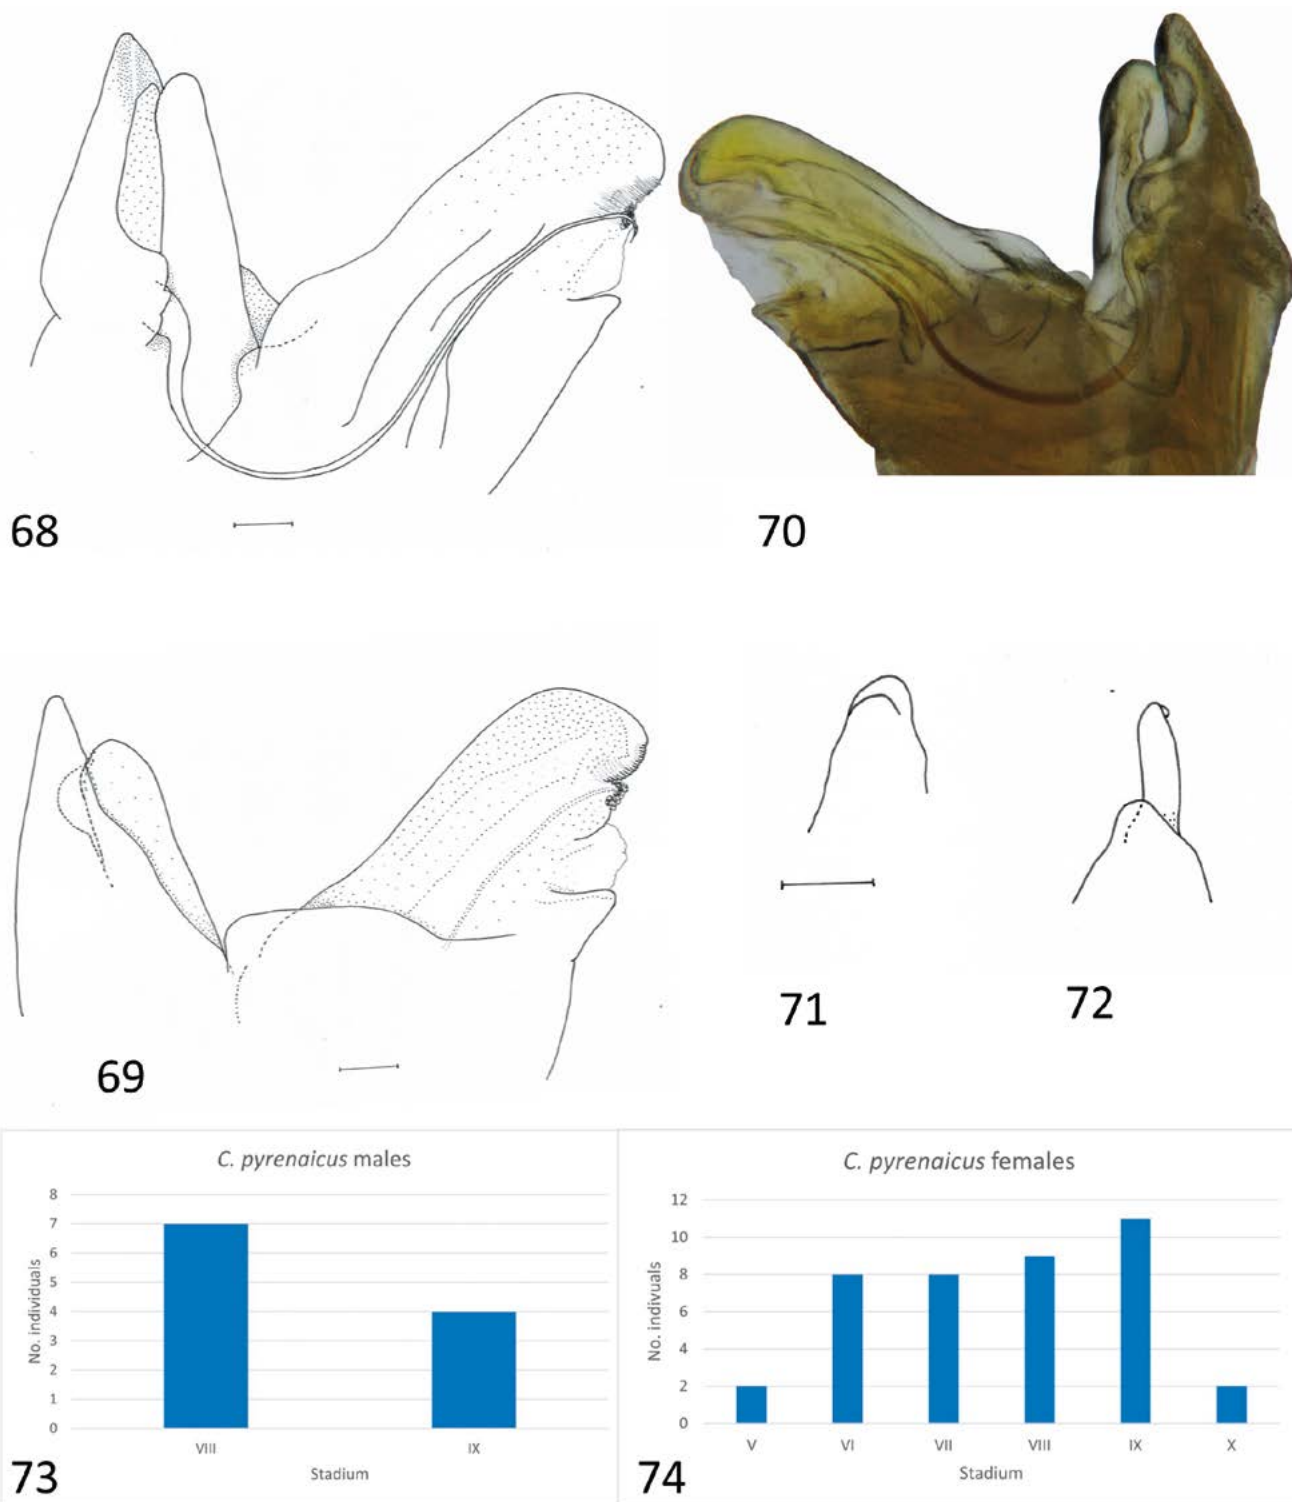 68
70
69
71
72
C. pyrenaicus males
8
7
6
5
4
3
2
1
0
No. individuals
VIII
IX
Stadium
73
C. pyrenaicus females
12
10
8
6
4
2
0
No. indivuals
V
VI
VII
VIII
IX
X
Stadium
74